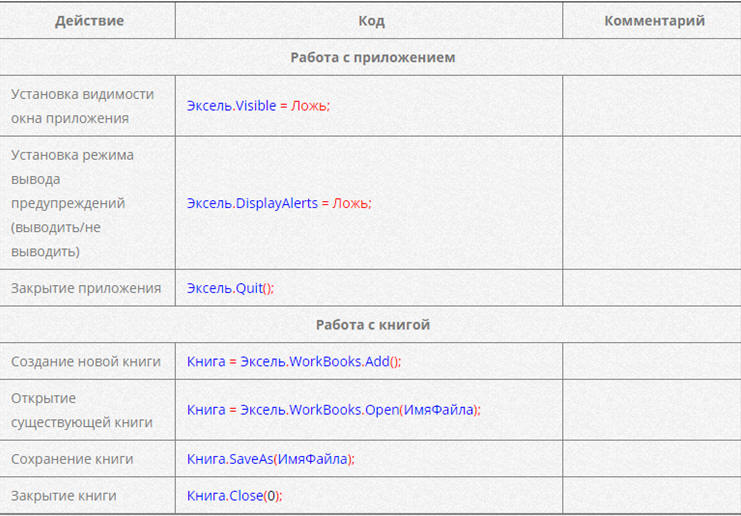 Действие Код Комментарий
Работа с приложением
Установка видимости
окна приложения
Эксель.Visible = Ложь;
Установка режима
вывода
предупреждений
(выводить/не
выводить)
Эксель.DisplayAlerts = Ложь;
Закрытие приложения Эксель.Quit();
Работа с книгой
Создание новой книги Книга = Эксель.WorkBooks.Add();
Открытие
существующей книги
Книга = Эксель.WorkBooks.Open(ИмяФайла);
Сохранение книги Книга.SaveAs(ИмяФайла);
Закрытие книги Книга.Close(0);